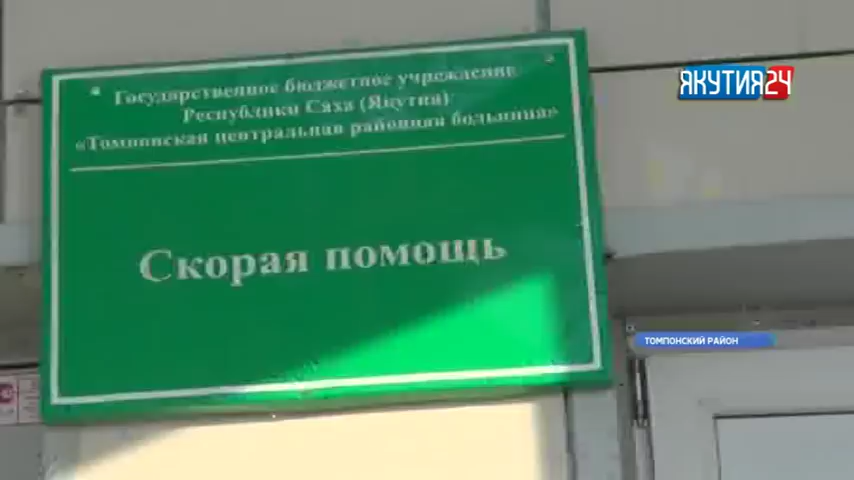 Государственное бюджетное учреждение
Республики Саха (Якутия)
«Томпонская центральная районная больница»
Скорая помощь
ЯКУТИЯ24
ТОМПОНСКИЙ РАЙОН